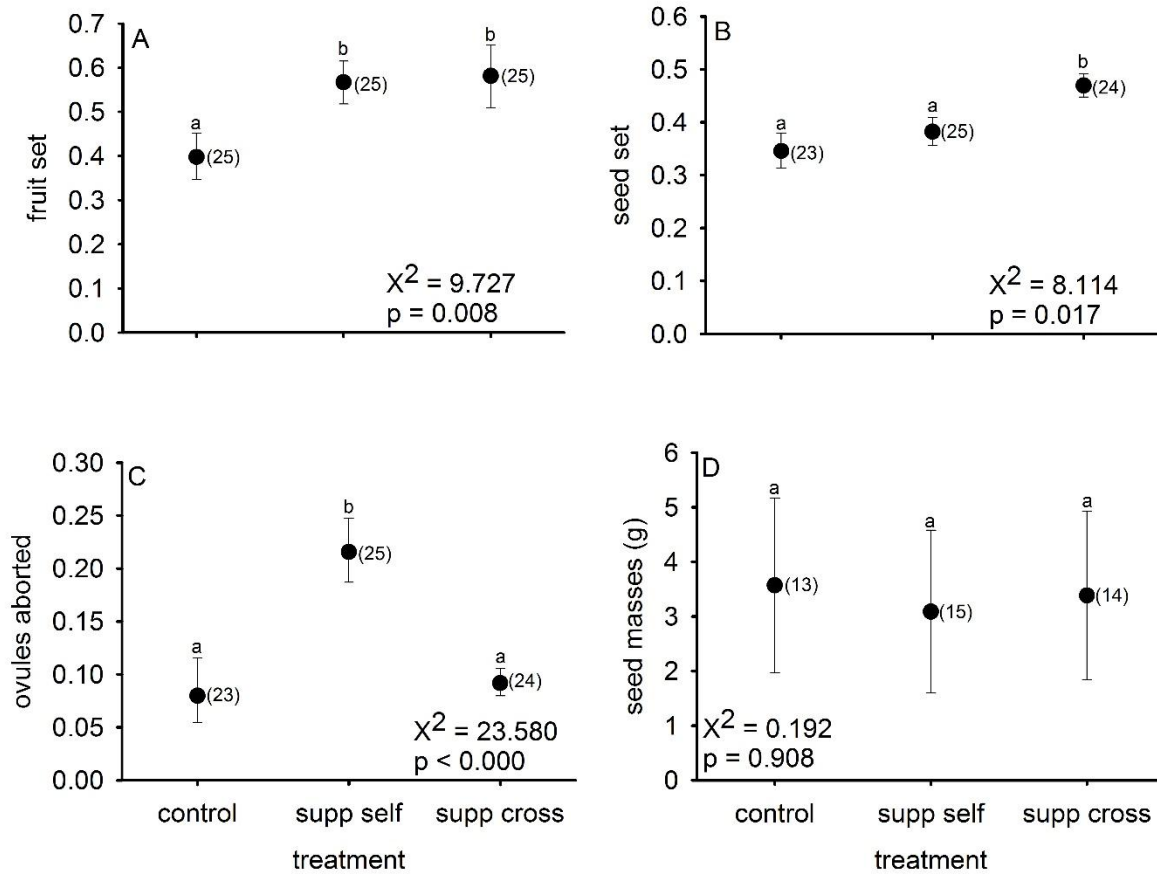 A
fruit set
0.7
0.6
0.5
0.4
0.3
0.2
0.1
0.0
a
(25)
b
(25)
b
(25)
X² = 9.727
p = 0.008
B
seed set
0.6
0.5
0.4
0.3
0.2
0.1
0.0
a
(23)
a
(25)
b
(24)
X² = 8.114
p = 0.017
C
ovules aborted
0.30
0.25
0.20
0.15
0.10
0.05
0.00
a
(23)
b
(25)
a
(24)
X² = 23.580
p < 0.000
control supp self supp cross
treatment
D
seed masses (g)
6
5
4
3
2
1
0
a
(13)
a
(15)
a
(14)
X² = 0.192
p = 0.908
control supp self supp cross
treatment